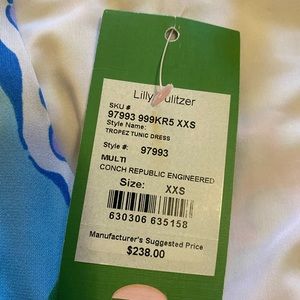 Lilly Pulitzer
SKU #
97993 999KR5 XXS
Style Name:
TROPEZ TUNIC DRESS
Style #: 97993
MULTI
CONCH REPUBLIC ENGINEERED
Size: XXS
630306 635158
Manufacturer's Suggested Price
$238.00